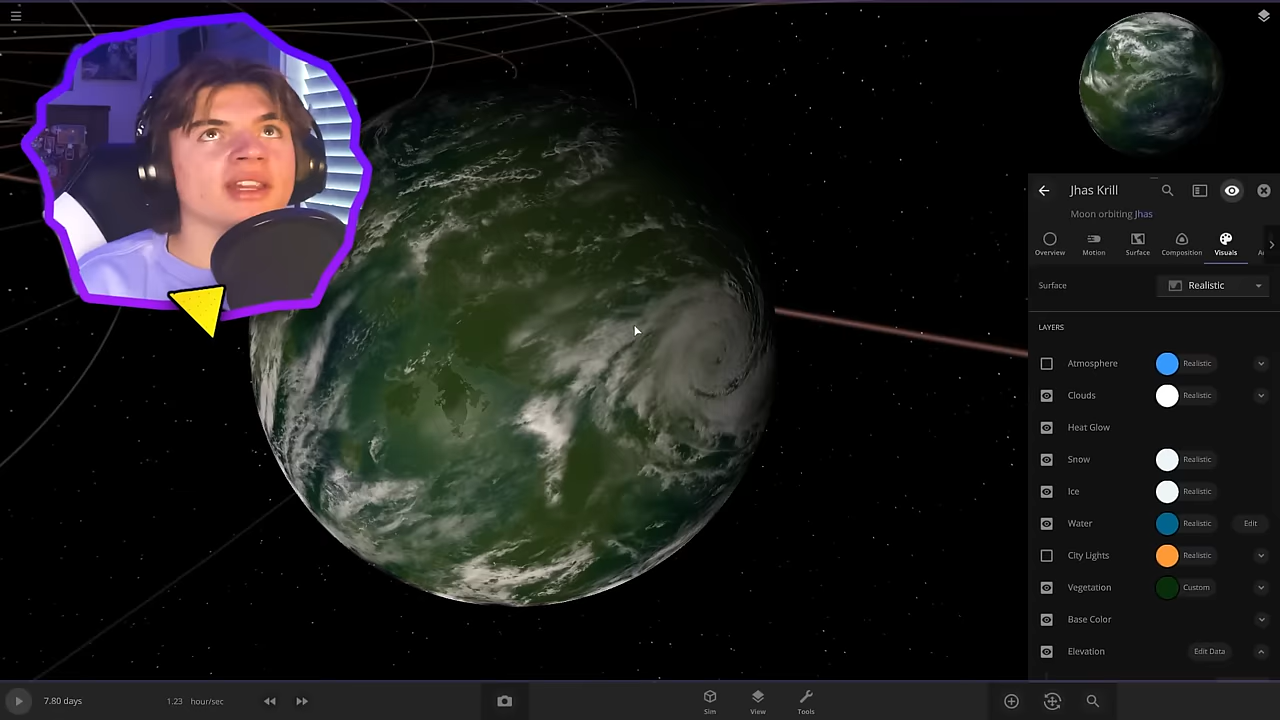 Jhas Krill
Moon orbiting Jhas
Overview Motion Surface Composition Visuals
Surface Realistic
LAYERS
Atmosphere Realistic
Clouds Realistic
Heat Glow
Snow Realistic
Ice Realistic
Water Realistic Edit
City Lights Realistic
Vegetation Custom
Base Color
Elevation Edit Data
7.80 days 1.23 hour/sec Sim View Tools